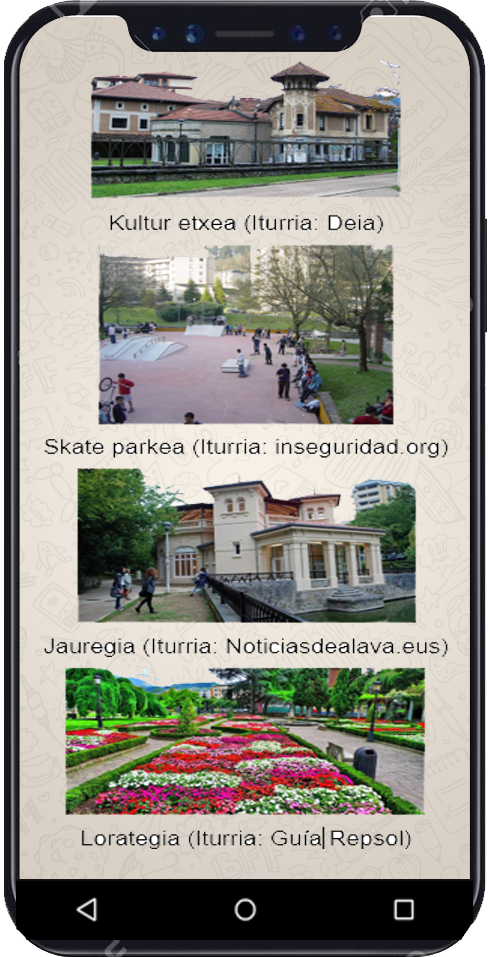 Kultur etxea (Iturria: Deia)
Skate parkea (Iturria: inseguridad.org)
Jauregia (Iturria: Noticiasdealava.eus)
Lorategia (Iturria: Guía Repsol)